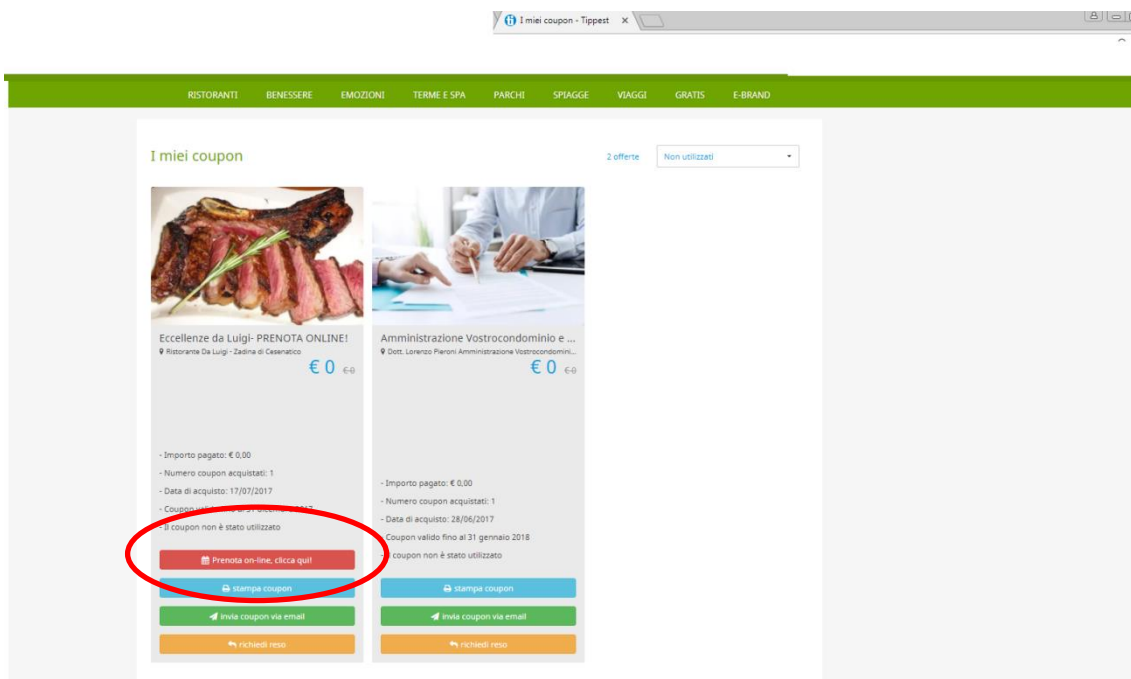 I miei coupon - Tippest
RISTORANTI BENESSERE EMOZIONI TERME E SPA PARCHI SPIAGGE VIAGGI GRATIS E-BRAND
I miei coupon
2 offerte Non utilizzati
Eccellenze da Luigi- PRENOTA ONLINE!
Ristorante Da Luigi - Zadina di Cesenatico
€ 0 €0
- Importo pagato: € 0,00
- Numero coupon acquistati: 1
- Data di acquisto: 17/07/2017
- Coupon
- Il coupon non è stato utilizzato
Prenota on-line, clicca qui!
stampa coupon
invia coupon via email
richiedi reso
Amministrazione Vostrocondominio e ...
Dott. Lorenzo Pieroni Amministrazione Vostrocondomini...
€ 0 €0
- Importo pagato: € 0,00
- Numero coupon acquistati: 1
- Data di acquisto: 28/06/2017
Coupon valido fino al 31 gennaio 2018
coupon non è stato utilizzato
stampa coupon
invia coupon via email
richiedi reso